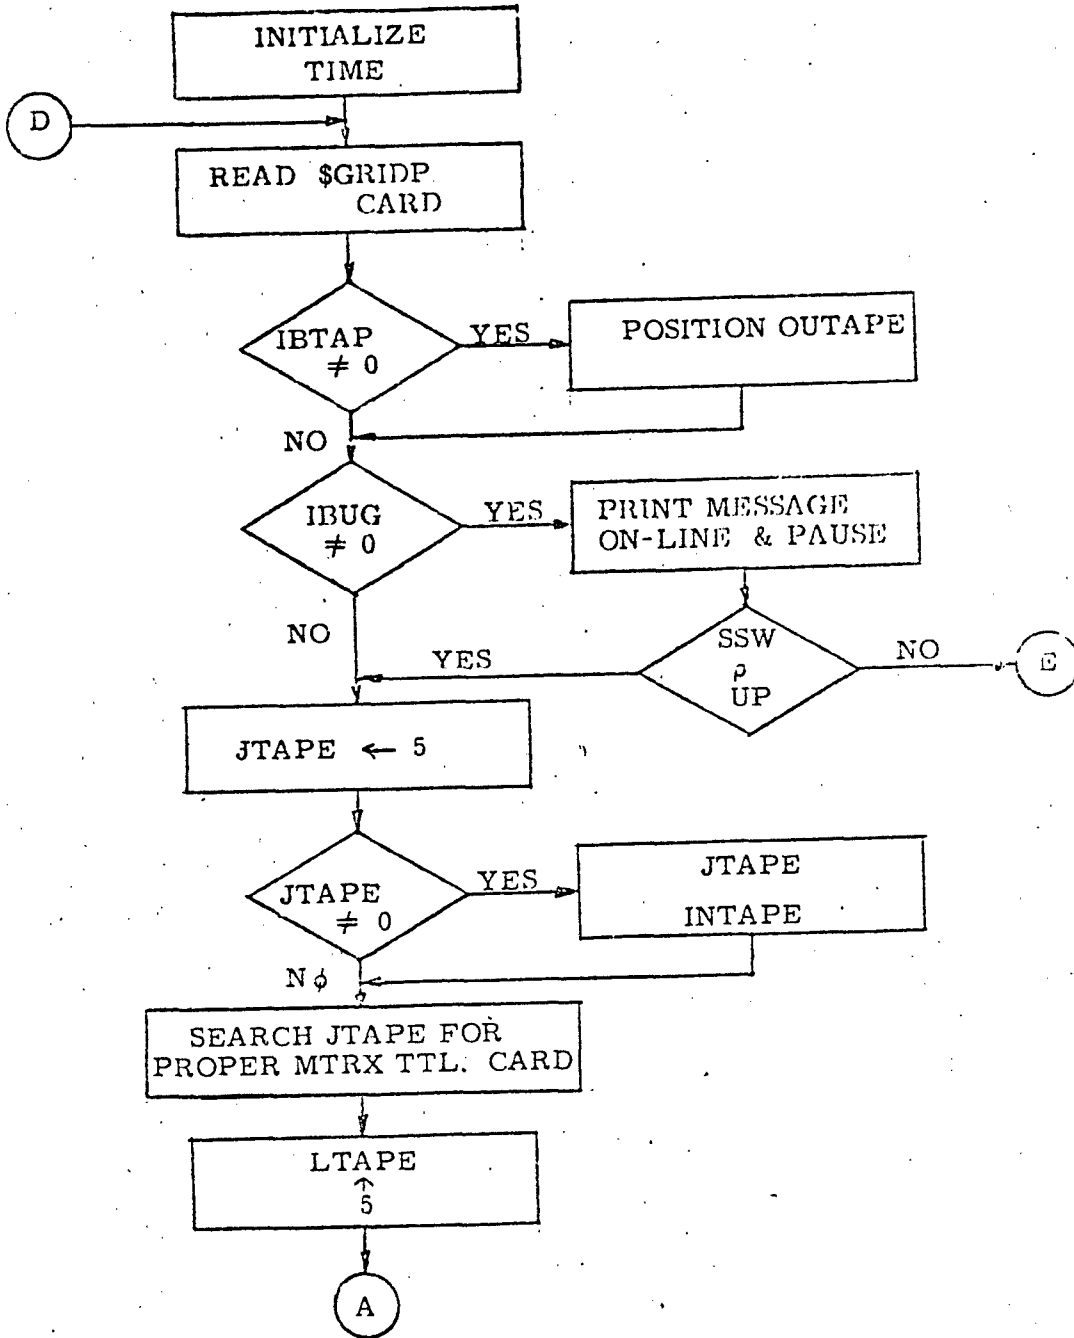 INITIALIZE
TIME
D
READ $GRIDP
CARD
IBTAP
≠ 0
YES
POSITION OUTAPE
NO
IBUG
≠ 0
YES
PRINT MESSAGE
ON-LINE & PAUSE
NO
SSW
ρ
UP
YES
NO
E
JTAPE ← 5
JTAPE
≠ 0
YES
JTAPE
INTAPE
Nφ
SEARCH JTAPE FOR
PROPER MTRX TTL. CARD
LTAPE
↑
5
A